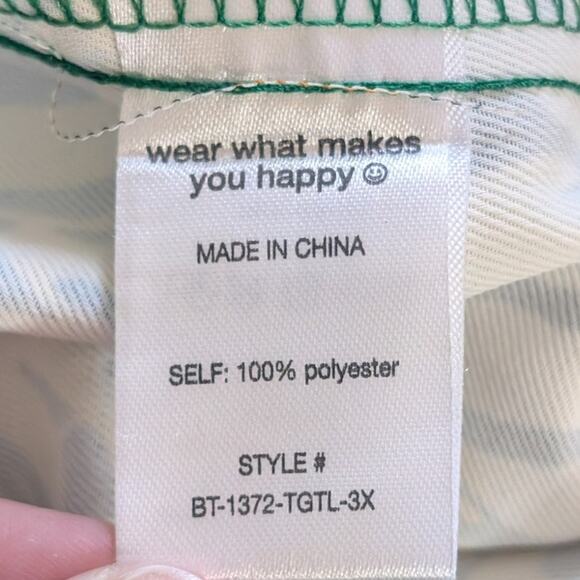 wear what makes
you happy ☺
MADE IN CHINA
SELF: 100% polyester
STYLE #
BT-1372-TGTL-3X